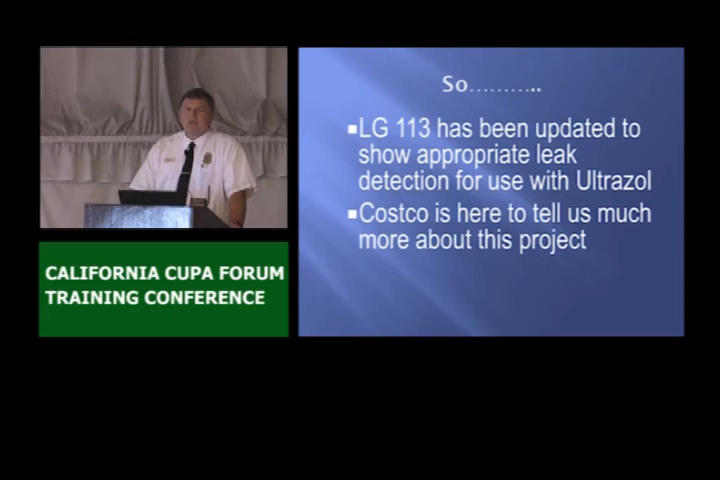 So...........
LG 113 has been updated to
show appropriate leak
detection for use with Ultrazol
Costco is here to tell us much
more about this project
CALIFORNIA CUPA FORUM
TRAINING CONFERENCE